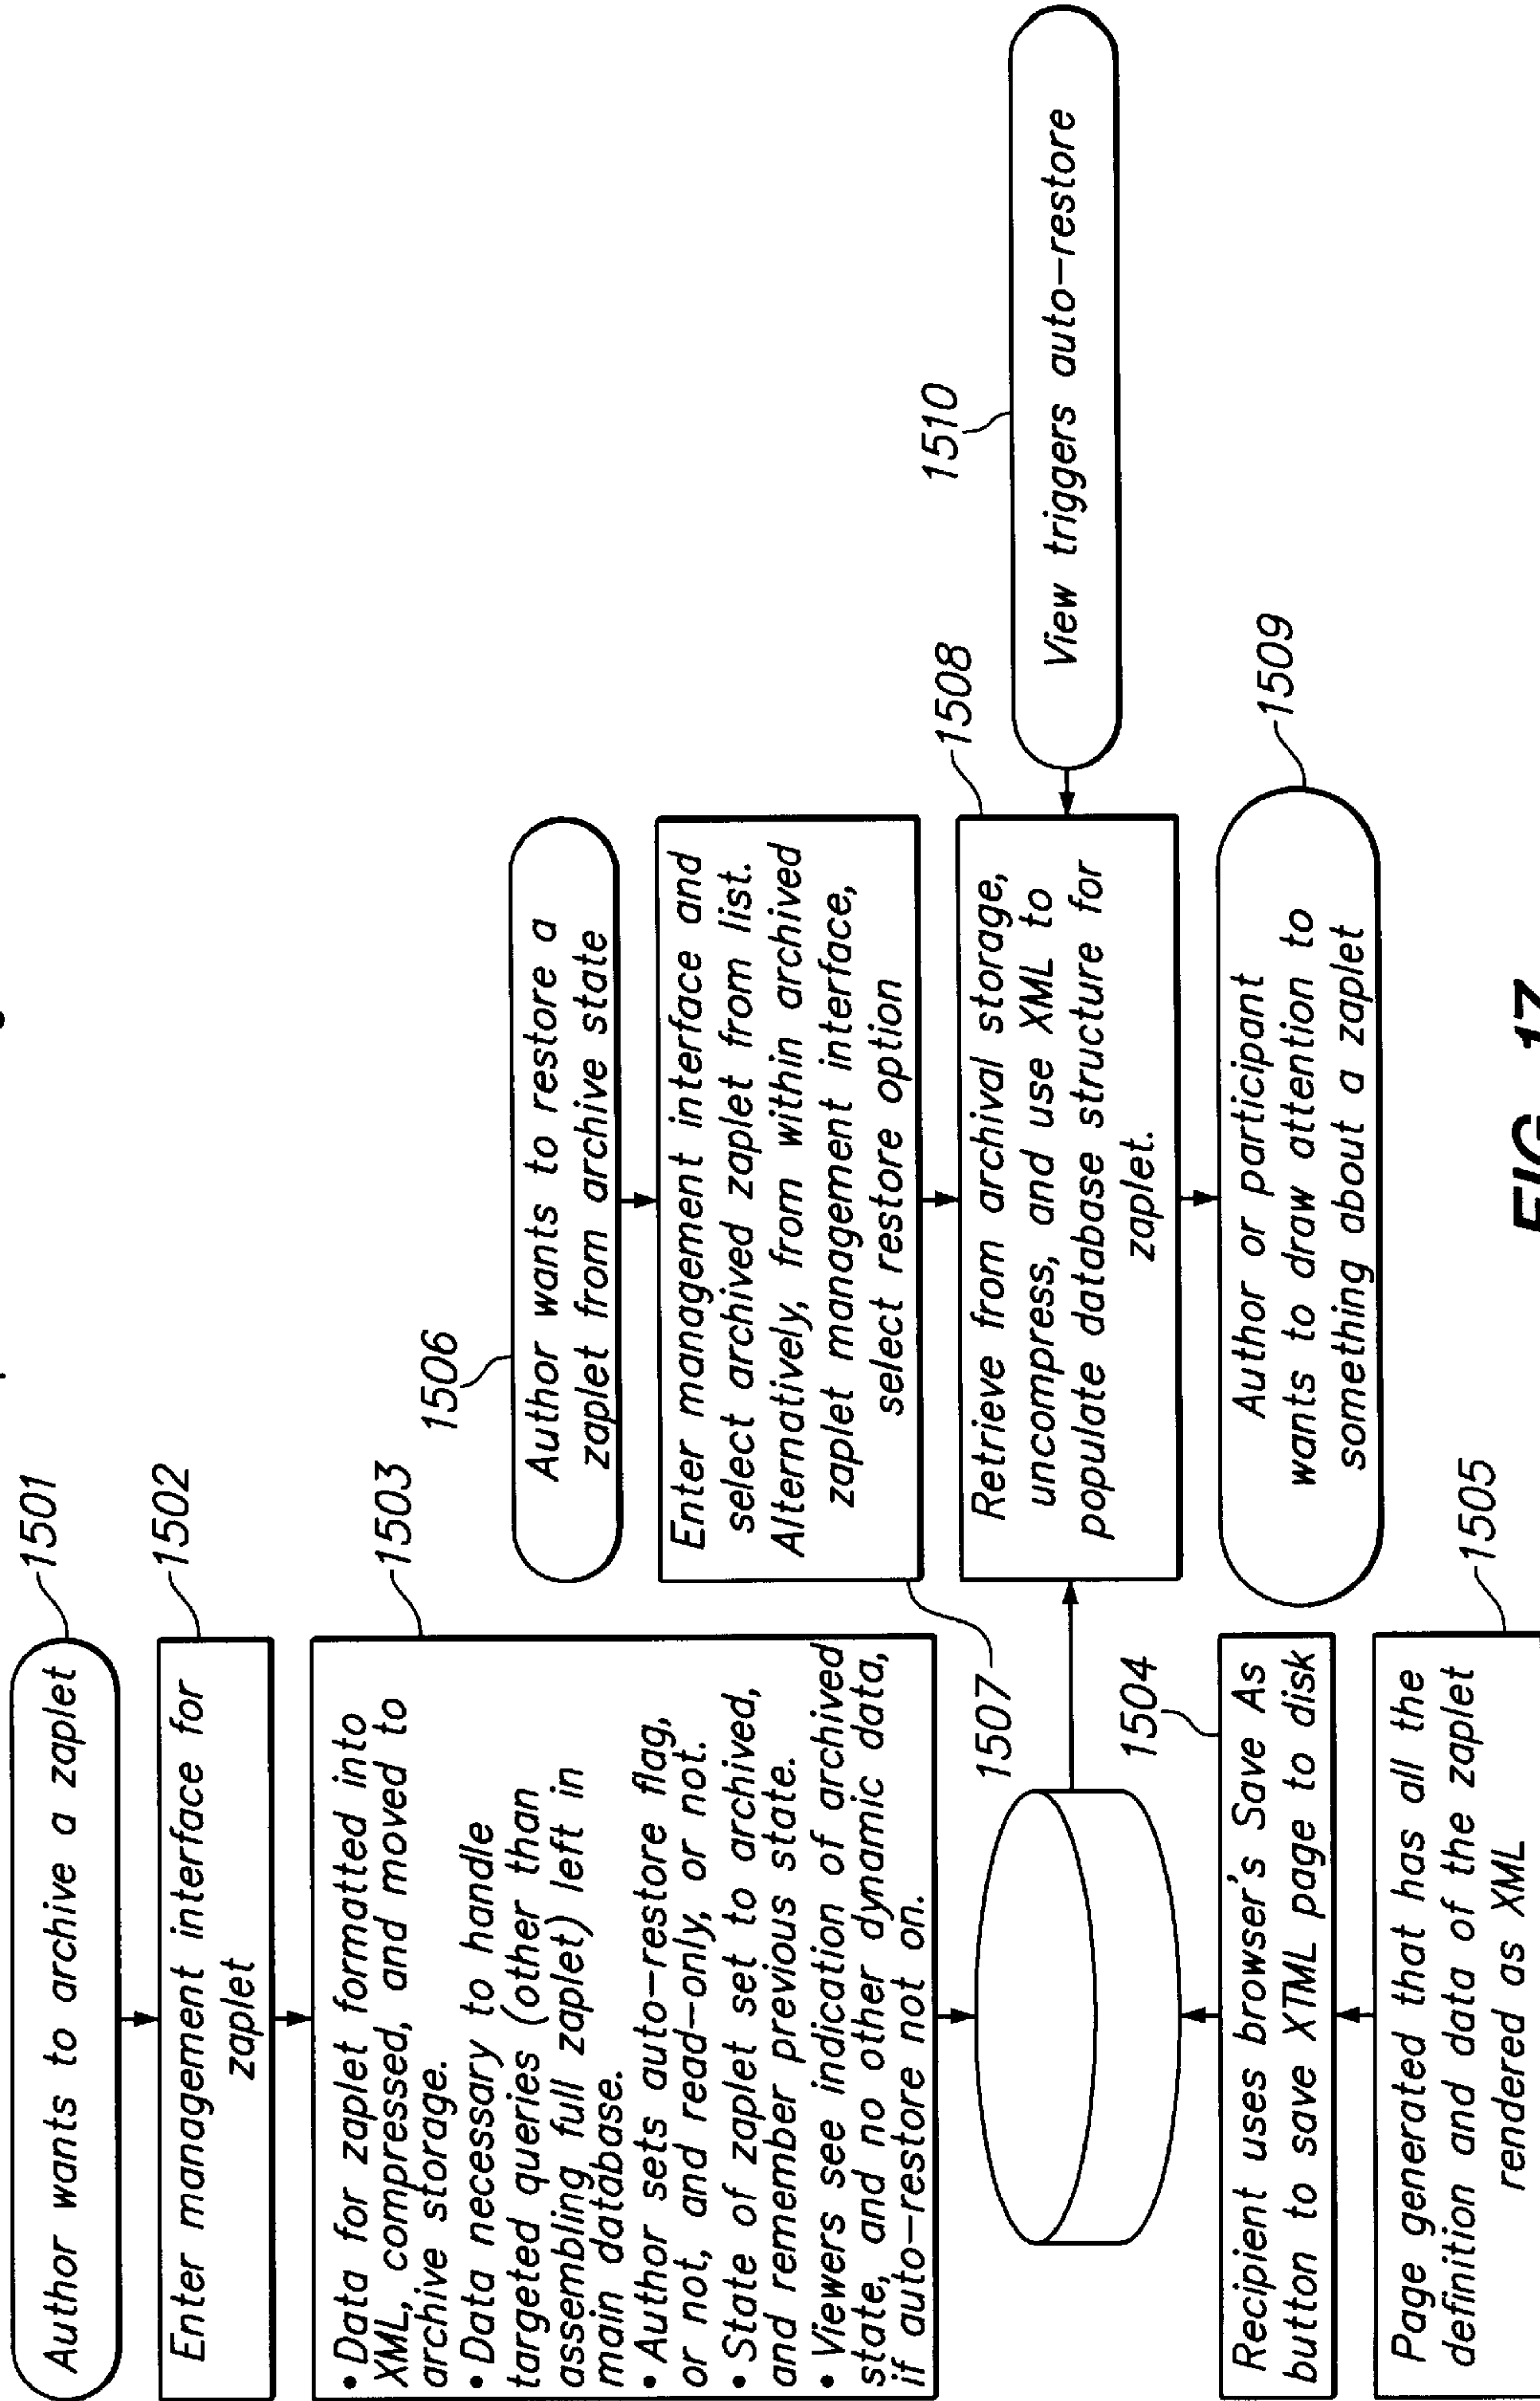 1501
Author wants to archive a zaplet
1502
Enter management interface for
zaplet
1503
• Data for zaplet formatted into
XML, compressed, and moved to
archive storage.
• Data necessary to handle
targeted queries (other than
assembling full zaplet) left in
main database.
• Author sets auto-restore flag,
or not, and read-only, or not.
• State of zaplet set to archived,
and remember previous state.
• Viewers see indication of archived
state, and no other dynamic data,
if auto-restore not on.
1504
Recipient uses browser's Save As
button to save XTML page to disk
1505
Page generated that has all the
definition and data of the zaplet
rendered as XML
1506
Author wants to restore a
zaplet from archive state
1507
Enter management interface and
select archived zaplet from list.
Alternatively, from within archived
zaplet management interface,
select restore option
1508
Retrieve from archival storage,
uncompress, and use XML to
populate database structure for
zaplet.
1509
Author or participant
wants to draw attention to
something about a zaplet
1510
View triggers auto-restore
FIG. 17